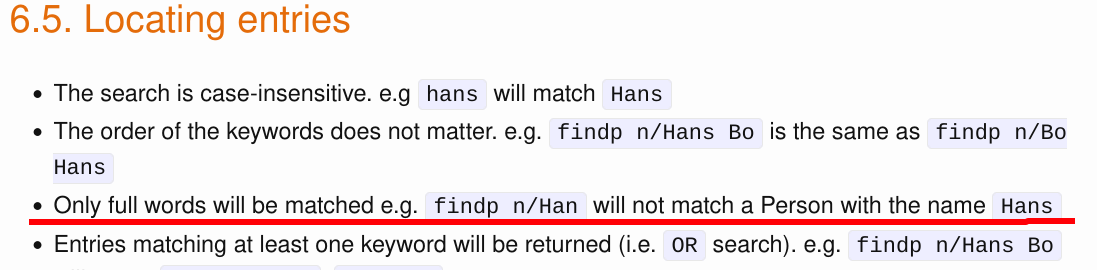 6.5. Locating entries
• The search is case-insensitive. e.g hans will match Hans
• The order of the keywords does not matter. e.g. findp n/Hans Bo is the same as findp n/Bo
Hans
• Only full words will be matched e.g. findp n/Han will not match a Person with the name Hans
• Entries matching at least one keyword will be returned (i.e. OR search). e.g. findp n/Hans Bo